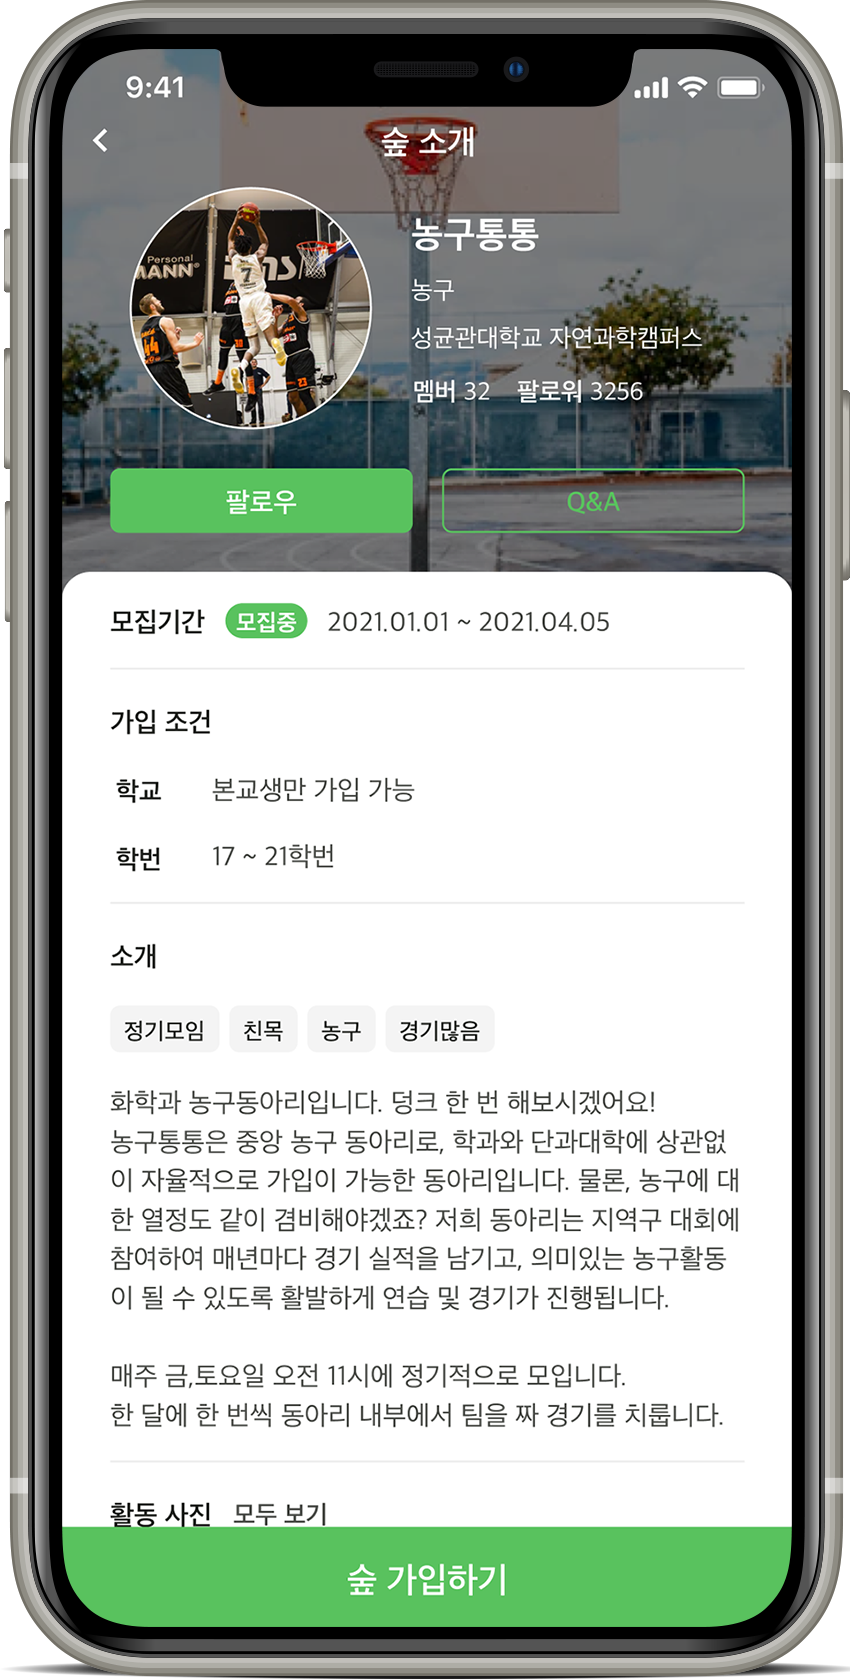 9:41
숲 소개
Personal
MANN®
7
44
30
23
농구통통
농구
성균관대학교 자연과학캠퍼스
멤버 32 팔로워 3256
팔로우
Q&A
모집기간 모집중 2021.01.01 ~ 2021.04.05
가입 조건
학교 본교생만 가입 가능
학번 17 ~ 21학번
소개
정기모임 친목 농구 경기많음
화학과 농구동아리입니다. 덩크 한 번 해보시겠어요!
농구통통은 중앙 농구 동아리로, 학과와 단과대학에 상관없
이 자율적으로 가입이 가능한 동아리입니다. 물론, 농구에 대
한 열정도 같이 겸비해야겠죠? 저희 동아리는 지역구 대회에
참여하여 매년마다 경기 실적을 남기고, 의미있는 농구활동
이 될 수 있도록 활발하게 연습 및 경기가 진행됩니다.
매주 금,토요일 오전 11시에 정기적으로 모입니다.
한 달에 한 번씩 동아리 내부에서 팀을 짜 경기를 치룹니다.
활동 사진 모두 보기
숲 가입하기